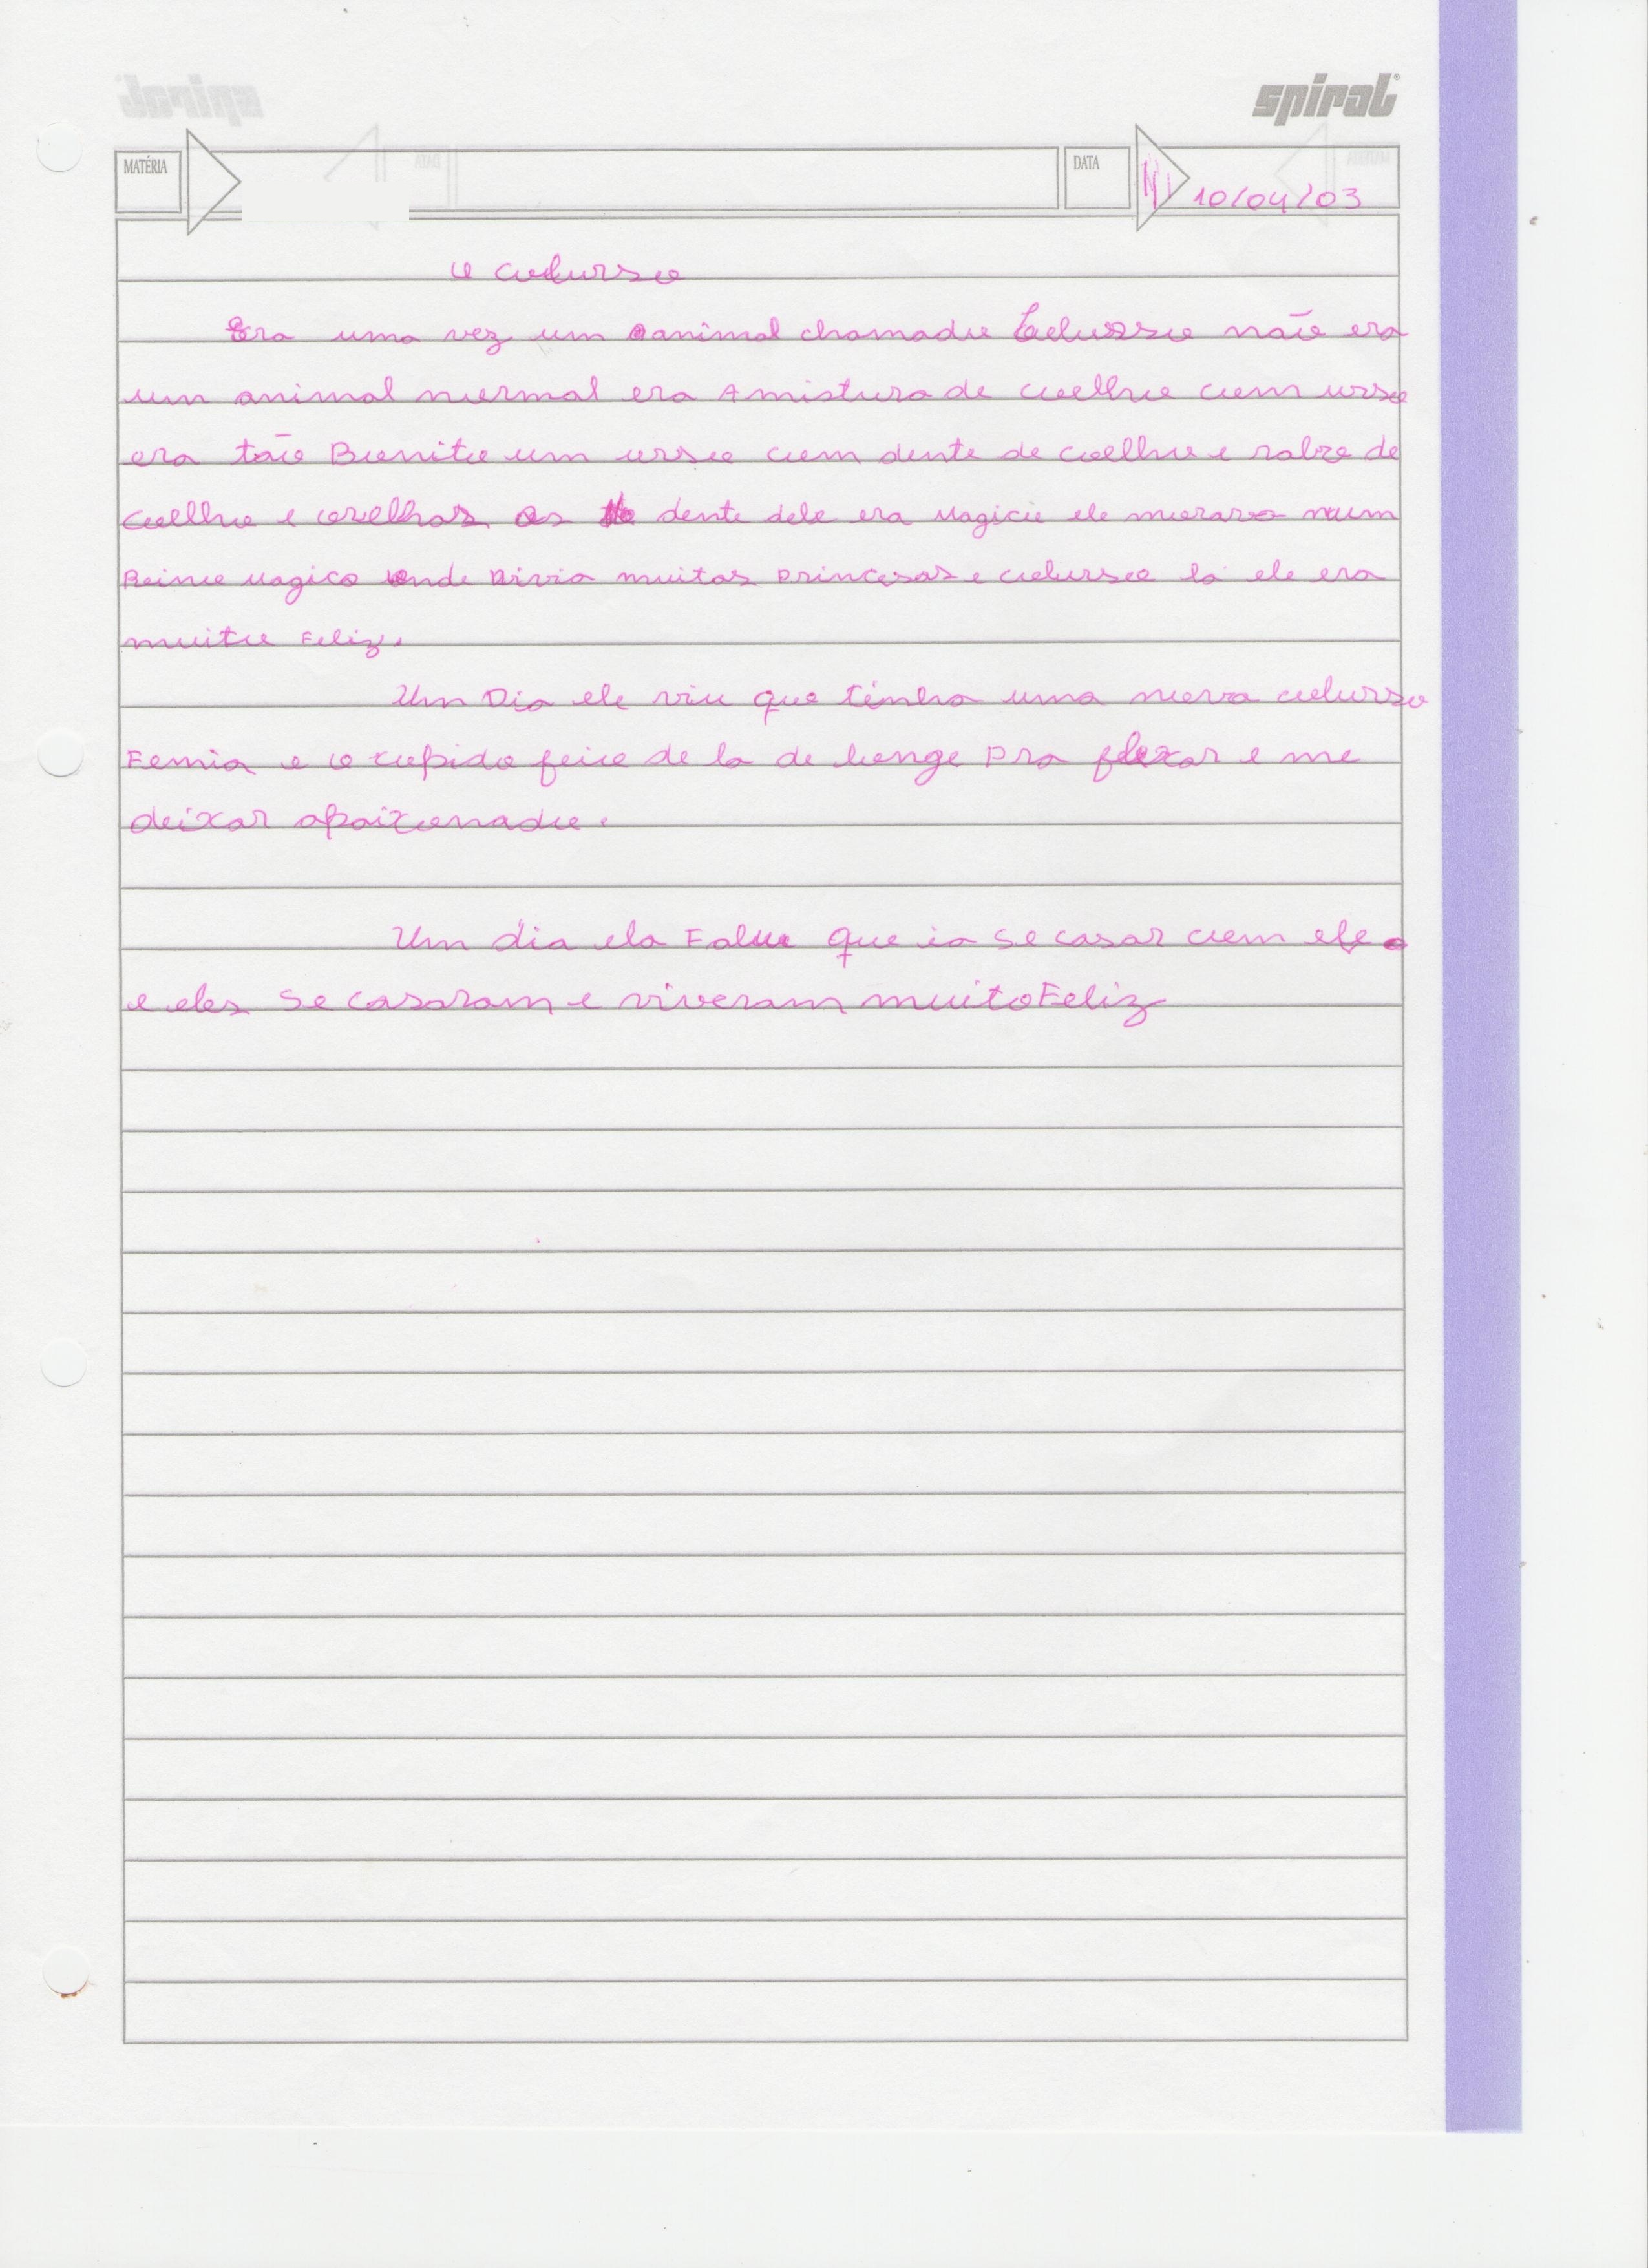 spiral
MATÉRIA
DATA
10/04/03
O coelurso
Era uma vez um animal chamado Coelurso não era
um animal normal era A mistura de coelho com urso
era tão Bonito um urso com dente de coelho e rabo de
coelho e orelhas os dente dele era magico ele morava num
Reino magico onde vivia muitas princesas e coelurso lá ele era
muito Feliz.
Um Dia ele viu que tinha uma nova coelurso
Femia e o cupido feio de la de longe pra flexar e me
deixar apaixonado.
Um dia ela Falou que ia se casar com ele
e eles se casaram e viveram muito Feliz